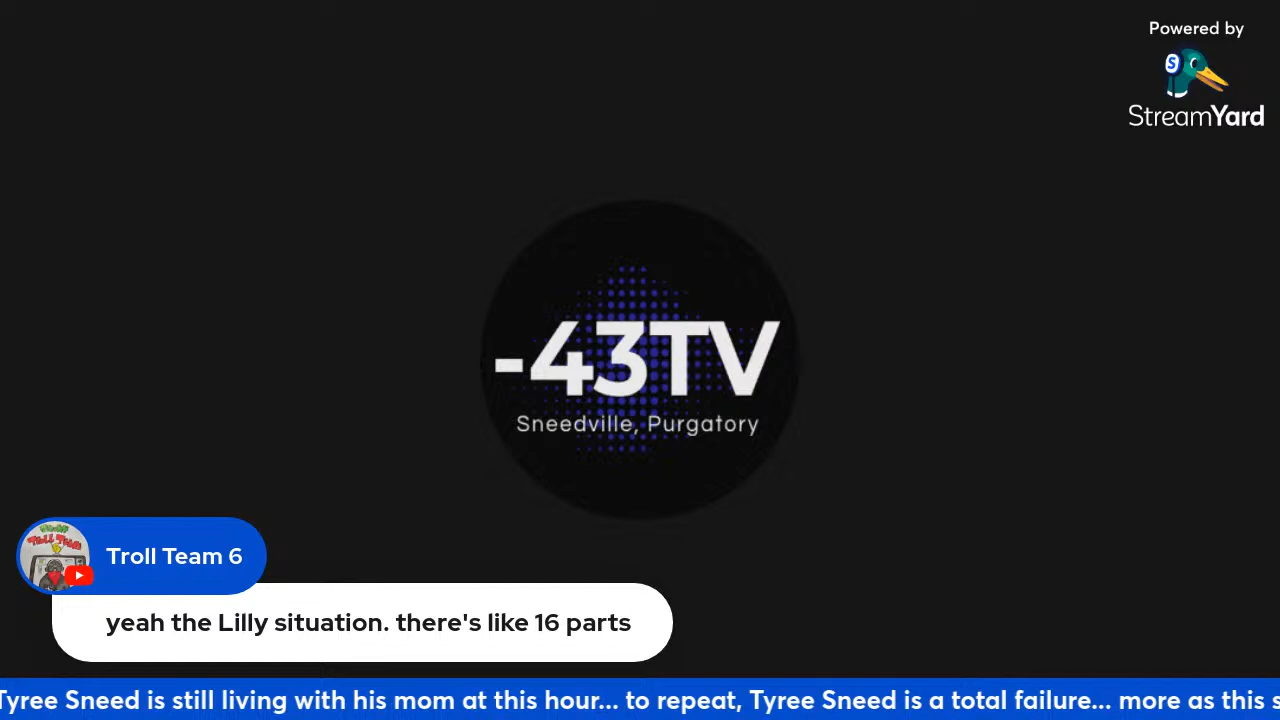 Powered by
S
StreamYard
-43TV
Sneedville, Purgatory
Troll Team 6
yeah the Lilly situation. there's like 16 parts
Tyree Sneed is still living with his mom at this hour... to repeat, Tyree Sneed is a total failure... more as this s